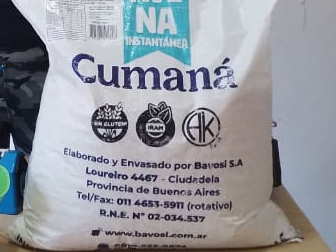 NA
INSTANTÁNEA
Cumaná
SIN GLUTEN
IRAM
Elaborado y Envasado por Bavosi S.A
Loureiro 4467 - Ciudadela
Provincia de Buenos Aires
Tel/Fax: 011 4653-5911 (rotativo)
R.N.E. N° 02-034.537
www.bavosi.com.ar